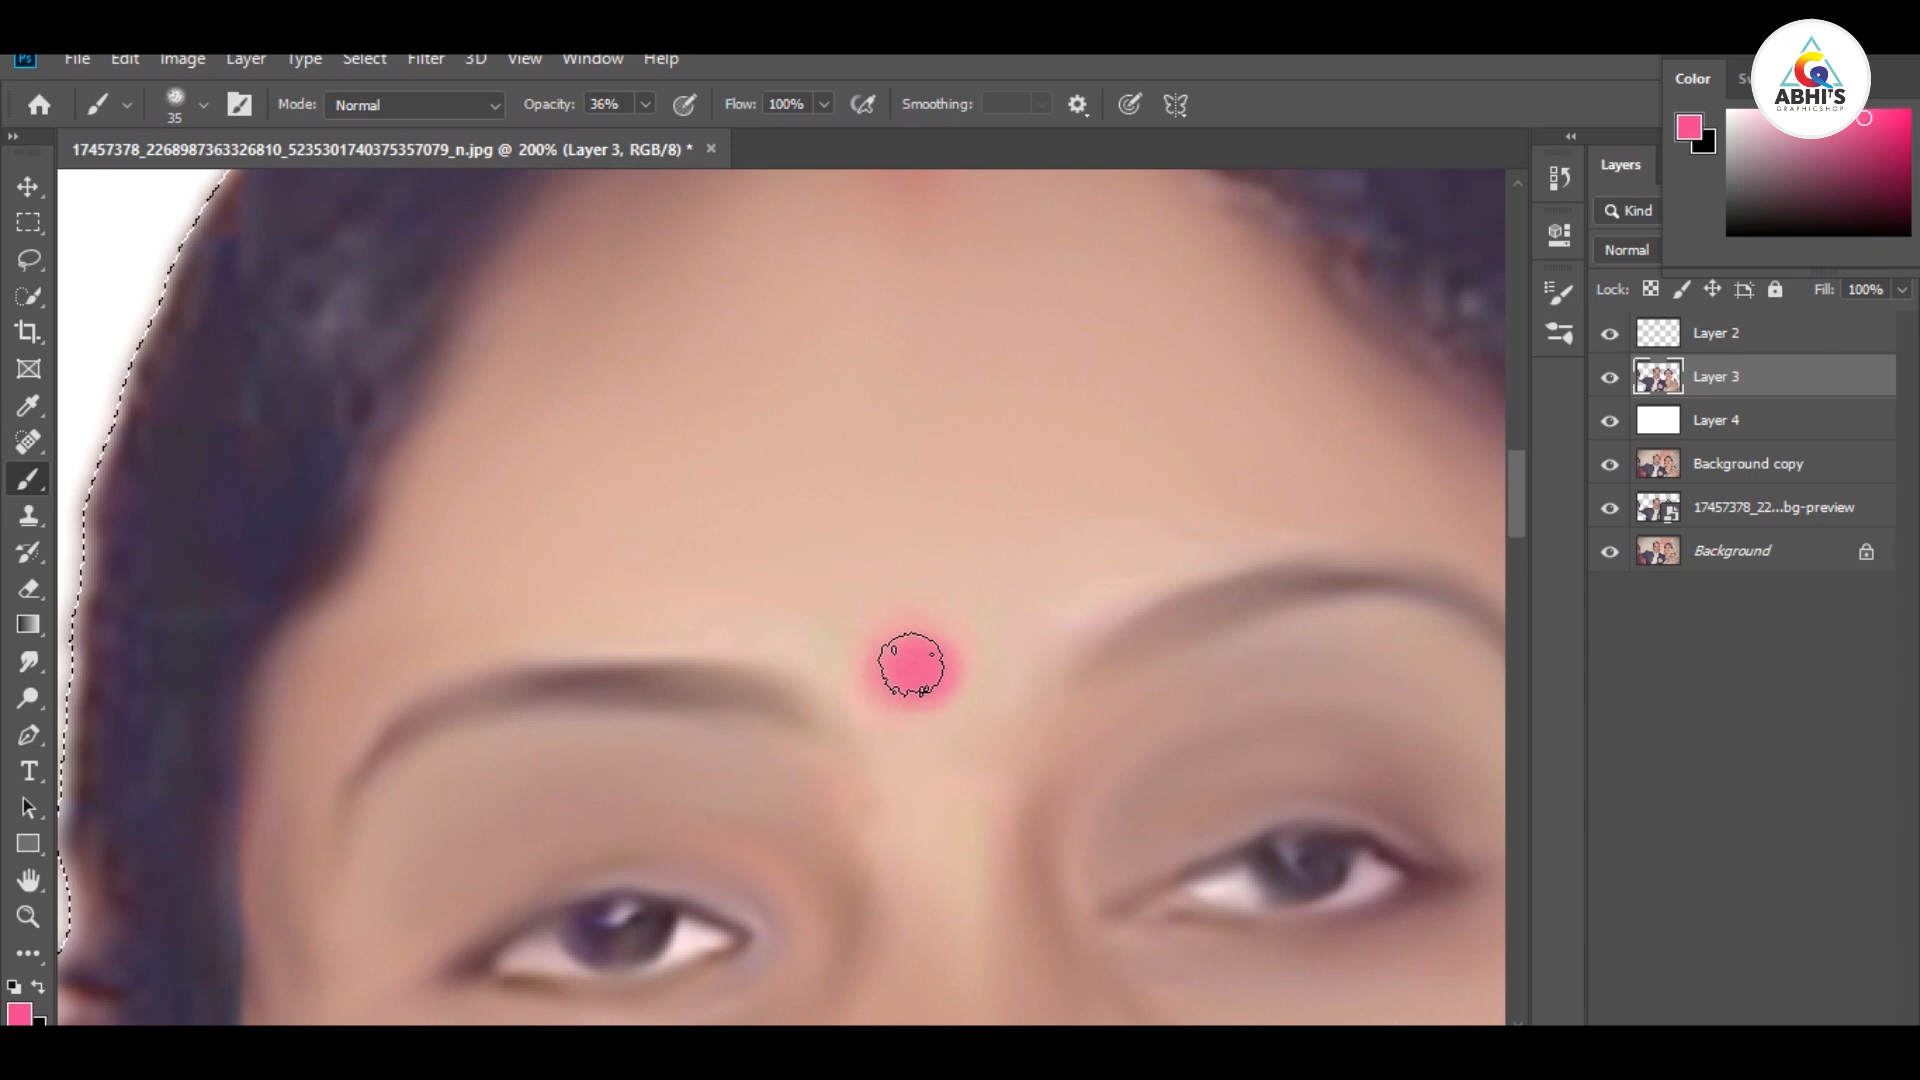 Ps File Edit Image Layer Type Select Filter 3D View Window Help
35 Mode: Normal Opacity: 36% Flow: 100% Smoothing:
17457378_2268987363326810_5235301740375357079_n.jpg @ 200% (Layer 3, RGB/8) *
Color
ABHI'S
GRAPHICSHOP
Layers
Kind
Normal
Lock: Fill: 100%
Layer 2
Layer 3
Layer 4
Background copy
17457378_22...bg-preview
Background